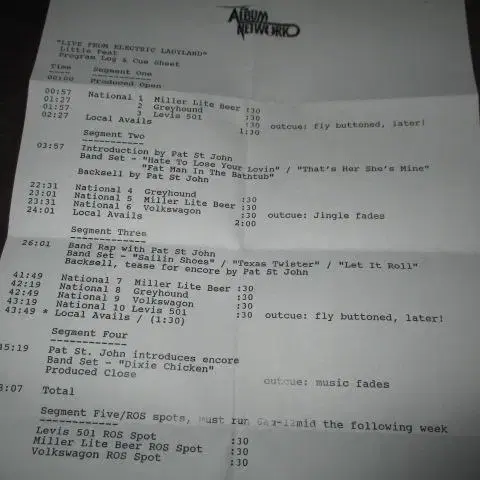 THE ALBUM NETWORK
"LIVE FROM ELECTRIC LADYLAND"
Little Feat
Program Log & Cue Sheet
Time Segment One
00:00 Produced Open
00:57 National 1 Miller Lite Beer :30
01:27 2 Greyhound :30
01:57 3 Levis 501 :30 outcue: fly buttoned, later!
02:27 Local Avails 1:30
Segment Two
03:57 Introduction by Pat St John
Band Set - "Hate To Lose Your Lovin" / "That's Her She's Mine"
"Fat Man In The Bathtub"
Backsell by Pat St John
22:31 National 4 Greyhound :30
23:01 National 5 Miller Lite Beer :30
23:31 National 6 Volkswagon :30 outcue: Jingle fades
24:01 Local Avails 2:00
Segment Three
26:01 Band Rap with Pat St John
Band Set - "Sailin Shoes" / "Texas Twister" / "Let It Roll"
Backsell, tease for encore by Pat St John
41:49 National 7 Miller Lite Beer :30
42:19 National 8 Greyhound :30
42:49 National 9 Volkswagon :30
43:19 National 10 Levis 501 :30 outcue: fly buttoned, later!
43:49 * Local Avails / (1:30)
Segment Four
45:19 Pat St. John introduces encore
Band Set - "Dixie Chicken"
Produced Close outcue: music fades
8:07 Total
Segment Five/ROS spots, must run 6am-12mid the following week
Levis 501 ROS Spot :30
Miller Lite Beer ROS Spot :30
Volkswagon ROS Spot :30